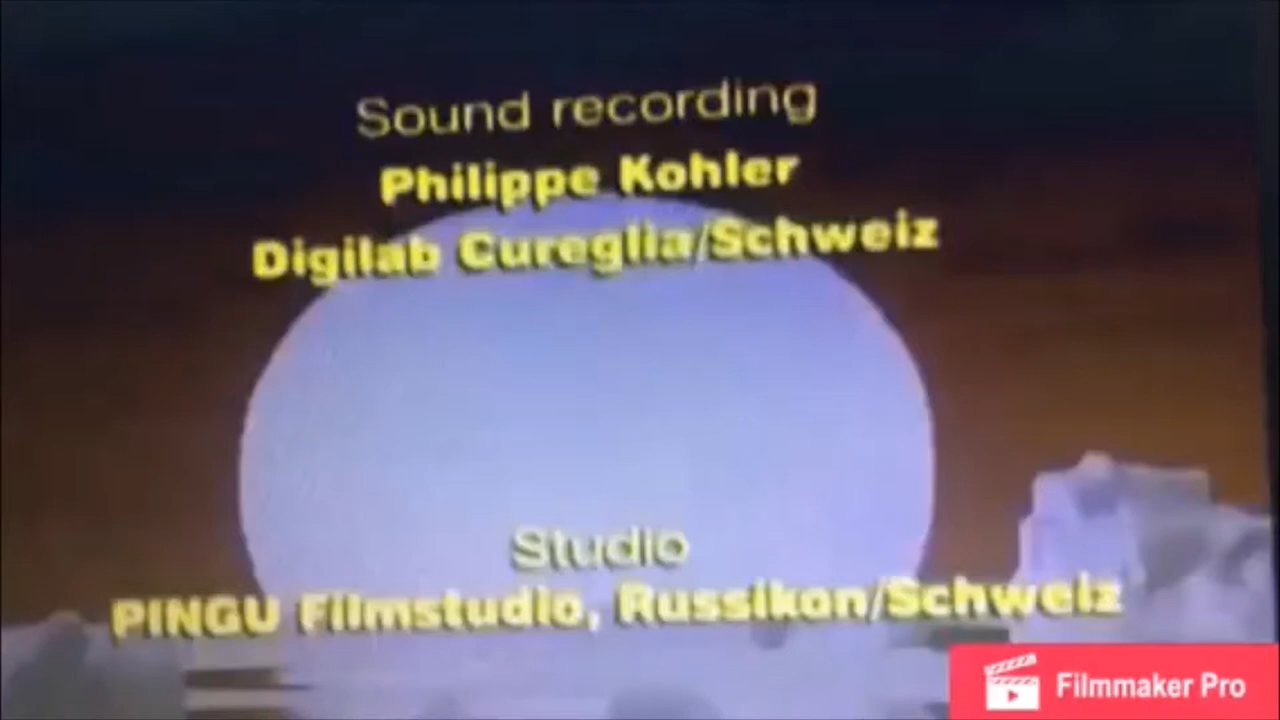 Sound recording
Philippe Kohler
Digilab Cureglia/Schweiz
Studio
PINGU Filmstudio, Russikon/Schweiz
Filmmaker Pro